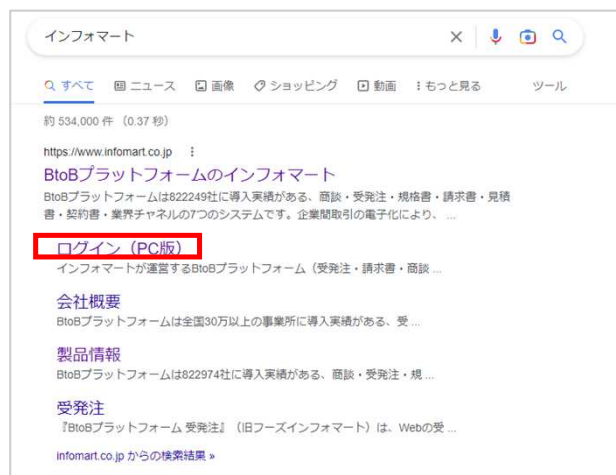 インフォマート
すべて ニュース 画像 ショッピング 動画 もっと見る ツール
約 534,000 件 （0.37 秒）
https://www.infomart.co.jp
BtoBプラットフォームのインフォマート
BtoBプラットフォームは822249社に導入実績がある、商談・受発注・規格書・請求書・見積
書・契約書・業界チャネルの7つのシステムです。企業間取引の電子化により、 ...
ログイン（PC版）
インフォマートが運営するBtoBプラットフォーム（受発注・請求書・商談 ...
会社概要
BtoBプラットフォームは全国30万以上の事業所に導入実績がある、受 ...
製品情報
BtoBプラットフォームは822974社に導入実績がある、商談・受発注・規 ...
受発注
『BtoBプラットフォーム 受発注』（旧フーズインフォマート）は、Webの受 ...
infomart.co.jp からの検索結果 »